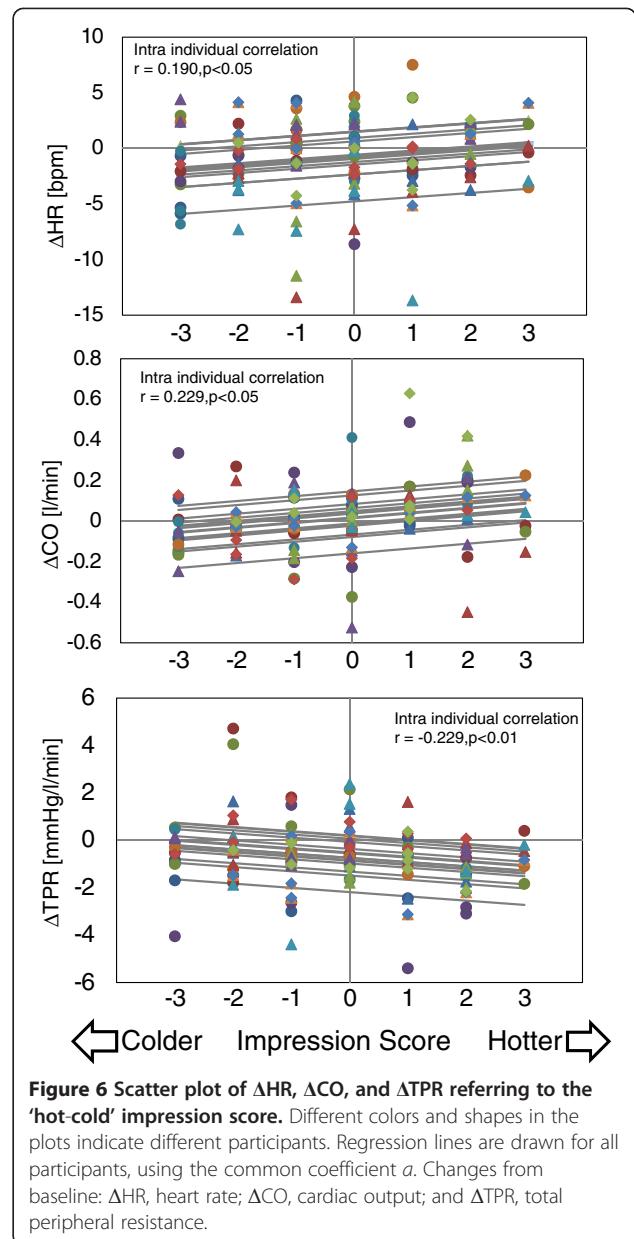 10
5
0
-5
-10
-15
ΔHR [bpm]
Intra individual correlation
r = 0.190,p<0.05
-3 -2 -1 0 1 2 3
0.8
0.6
0.4
0.2
0
-0.2
-0.4
-0.6
ΔCO [l/min]
Intra individual correlation
r = 0.229,p<0.05
-3 -2 -1 0 1 2 3
6
4
2
0
-2
-4
-6
ΔTPR [mmHg/l/min]
Intra individual correlation
r = -0.229,p<0.01
-3 -2 -1 0 1 2 3
Colder Impression Score Hotter
Figure 6 Scatter plot of ΔHR, ΔCO, and ΔTPR referring to the
‘hot-cold’ impression score. Different colors and shapes in the
plots indicate different participants. Regression lines are drawn for all
participants, using the common coefficient a. Changes from
baseline: ΔHR, heart rate; ΔCO, cardiac output; and ΔTPR, total
peripheral resistance.